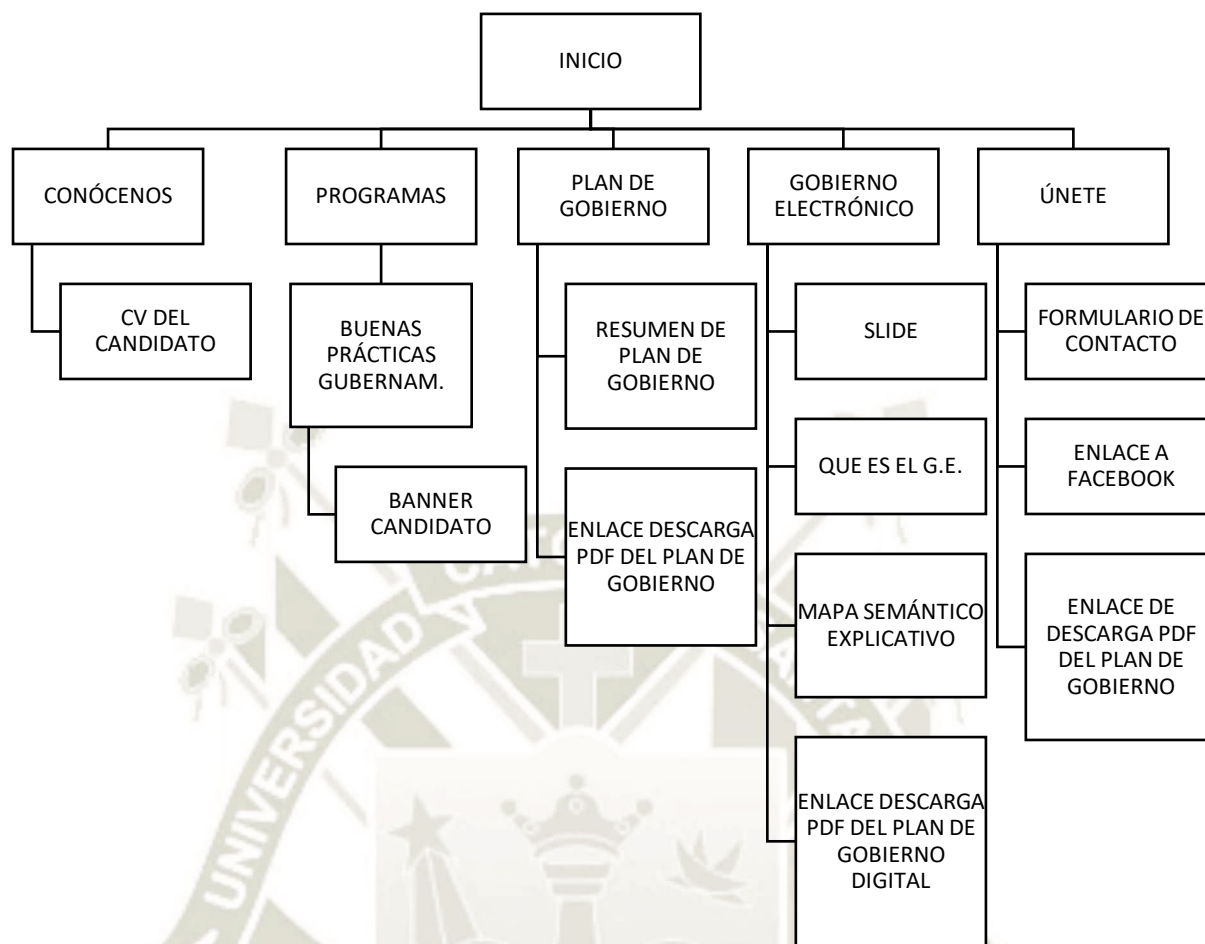 INICIO
CONÓCENOS
PROGRAMAS
PLAN DE
GOBIERNO
GOBIERNO
ELECTRÓNICO
ÚNETE
CV DEL
CANDIDATO
BUENAS
PRÁCTICAS
GUBERNAM.
BANNER
CANDIDATO
RESUMEN DE
PLAN DE
GOBIERNO
ENLACE DESCARGA
PDF DEL PLAN DE
GOBIERNO
SLIDE
QUE ES EL G.E.
MAPA SEMÁNTICO
EXPLICATIVO
ENLACE DESCARGA
PDF DEL PLAN DE
GOBIERNO
DIGITAL
FORMULARIO DE
CONTACTO
ENLACE A
FACEBOOK
ENLACE DE
DESCARGA PDF
DEL PLAN DE
GOBIERNO
UNIVERSIDAD